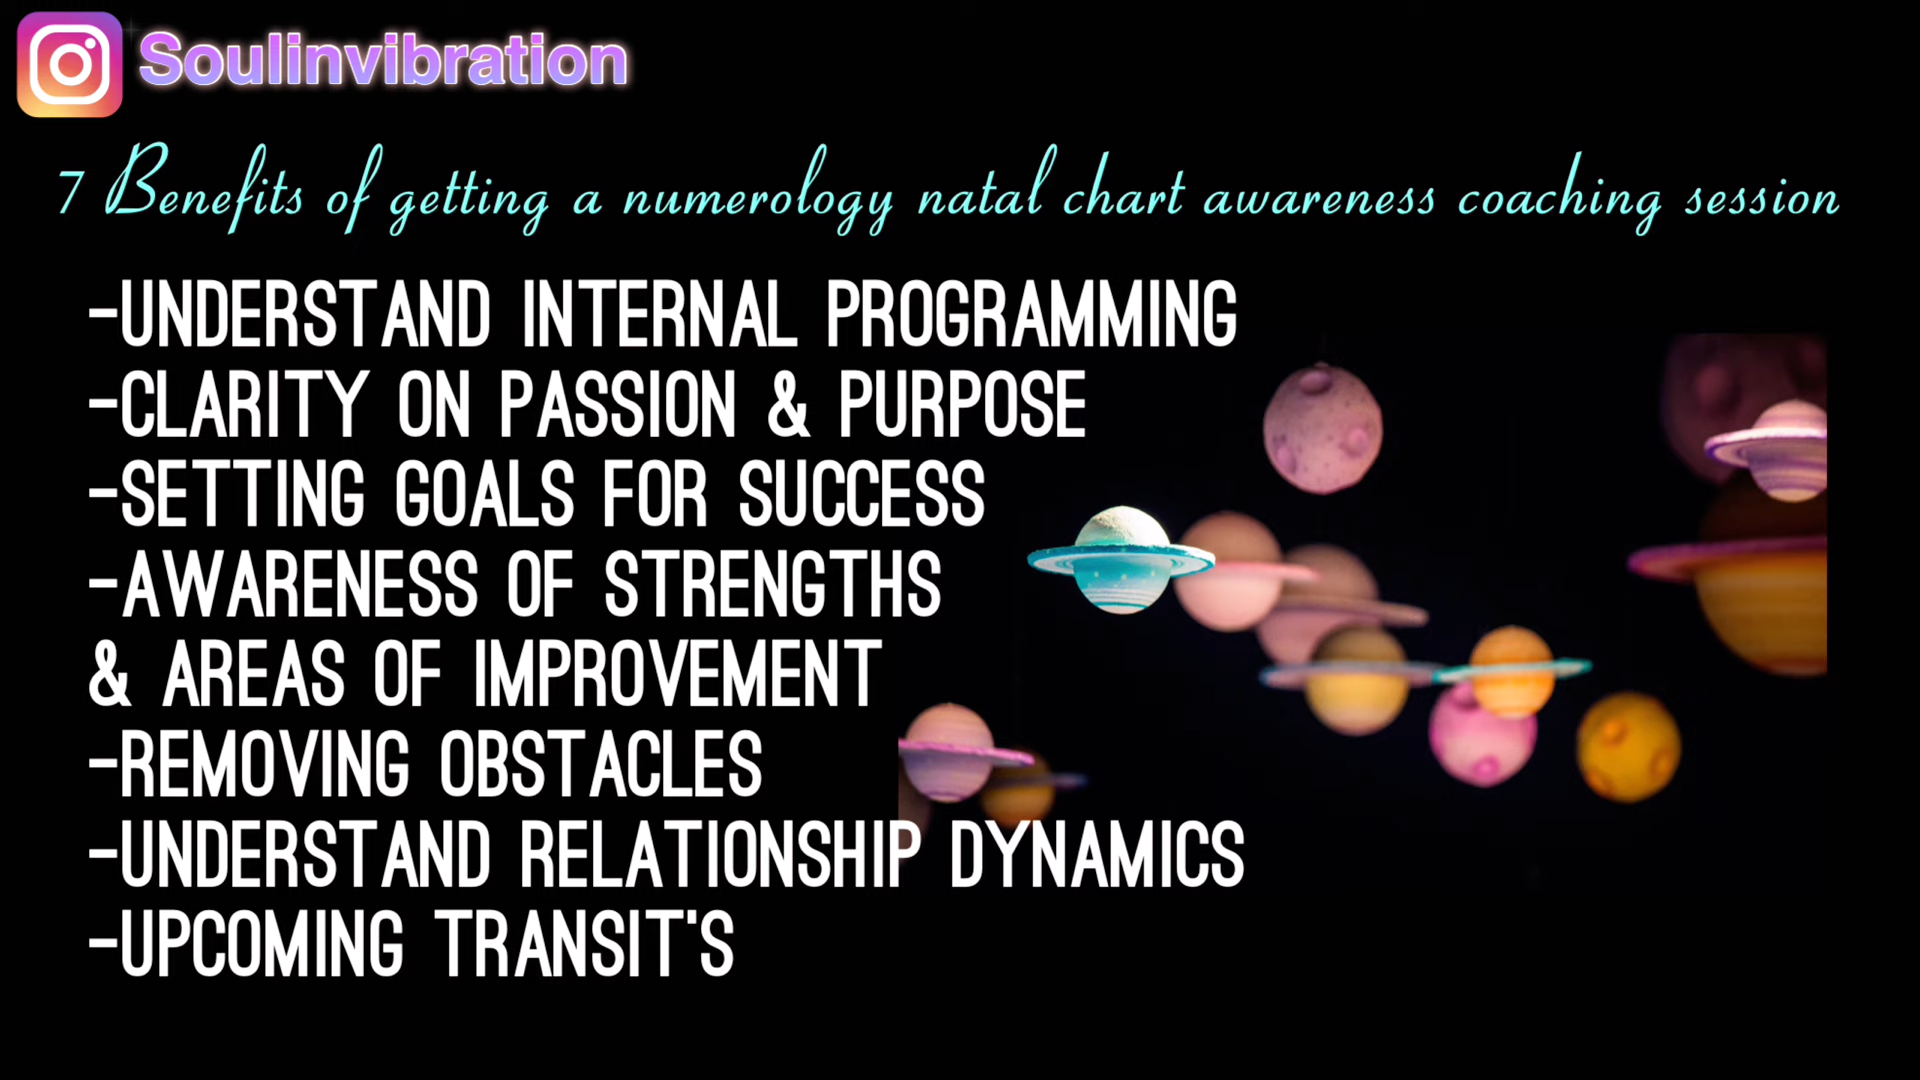 Soulinvibration
7 Benefits of getting a numerology natal chart awareness coaching session
-UNDERSTAND INTERNAL PROGRAMMING
-CLARITY ON PASSION & PURPOSE
-SETTING GOALS FOR SUCCESS
-AWARENESS OF STRENGTHS
& AREAS OF IMPROVEMENT
-REMOVING OBSTACLES
-UNDERSTAND RELATIONSHIP DYNAMICS
-UPCOMING TRANSIT'S